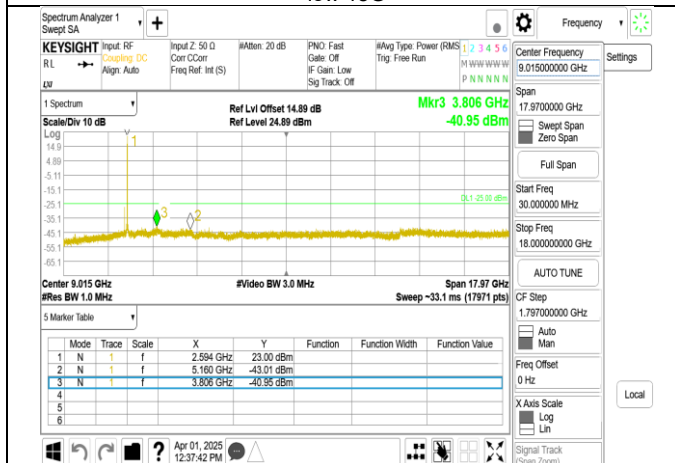 Spectrum Analyzer 1
Swept SA
+
Frequency
KEYSIGHT
RL
LXI
Input: RF
Coupling: DC
Align: Auto
Input Z: 50 Ω
Corr CCorr
Freq Ref: Int (S)
#Atten: 20 dB
PNO: Fast
Gate: Off
IF Gain: Low
Sig Track: Off
#Avg Type: Power (RMS
Trig: Free Run
1 2 3 4 5 6
M W W W W W
P N N N N N
Center Frequency
9.015000000 GHz
Settings
Span
17.9700000 GHz
Swept Span
Zero Span
Full Span
Start Freq
30.000000 MHz
Stop Freq
18.000000000 GHz
AUTO TUNE
CF Step
1.797000000 GHz
Auto
Man
Freq Offset
0 Hz
X Axis Scale
Log
Lin
Local
Signal Track
(Span Zoom)
1 Spectrum
Scale/Div 10 dB
Ref Lvl Offset 14.89 dB
Ref Level 24.89 dBm
Mkr3 3.806 GHz
-40.95 dBm
Log
14.9
4.89
-5.11
-15.1
-25.1
-35.1
-45.1
-55.1
-65.1
1
3
2
DL1 -25.00 dBm
Center 9.015 GHz
#Res BW 1.0 MHz
#Video BW 3.0 MHz
Span 17.97 GHz
Sweep ~33.1 ms (17971 pts)
5 Marker Table
Mode Trace Scale X Y Function Function Width Function Value
1 N 1 f 2.594 GHz 23.00 dBm
2 N 1 f 5.160 GHz -43.01 dBm
3 N 1 f 3.806 GHz -40.95 dBm
4
5
6
?
Apr 01, 2025
12:37:42 PM